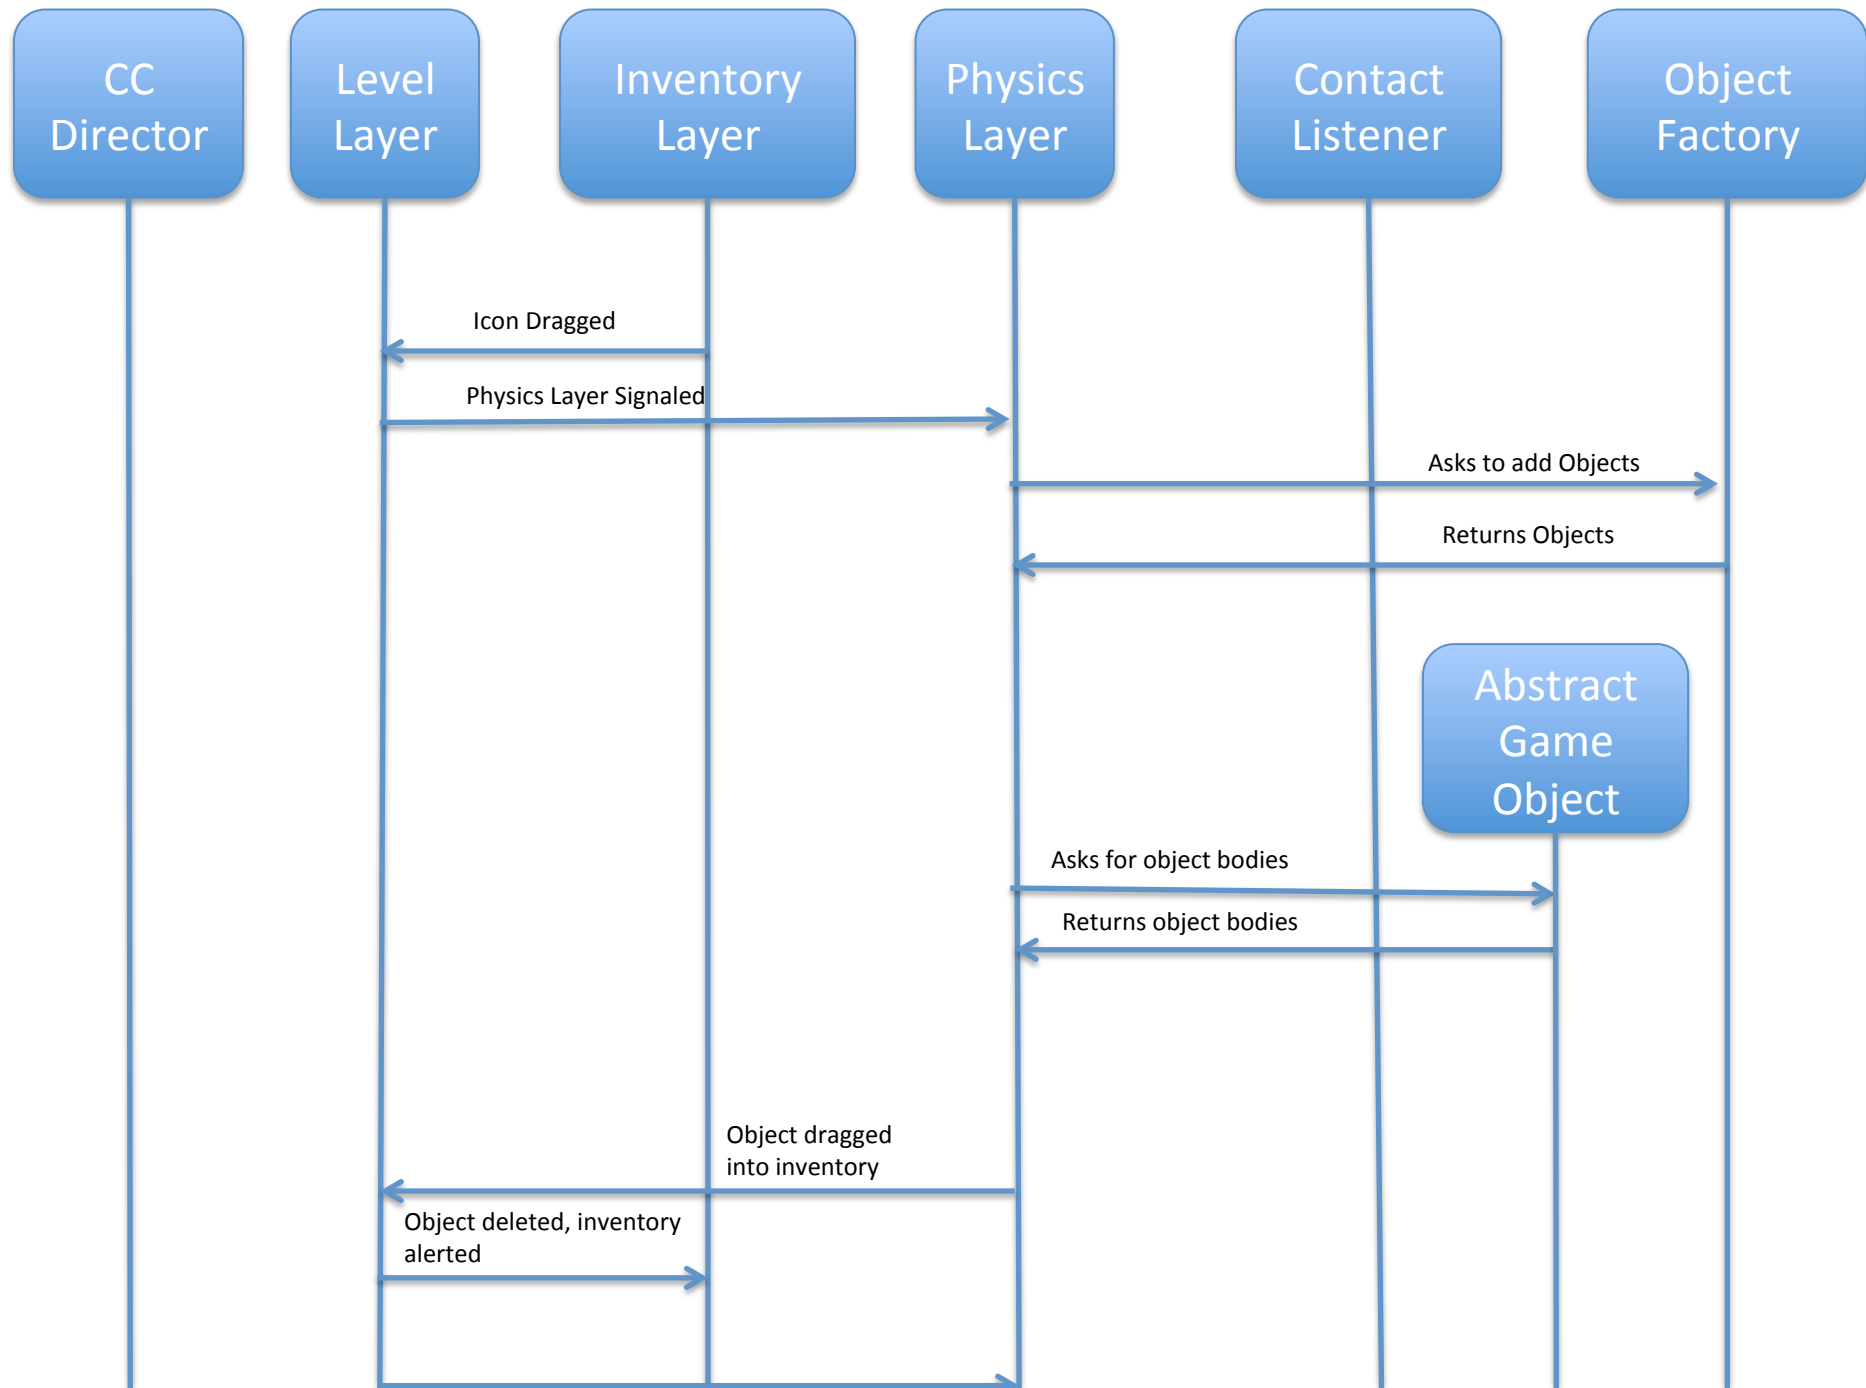 CC
Director
Level
Layer
Inventory
Layer
Physics
Layer
Contact
Listener
Object
Factory
Icon Dragged
Physics Layer Signaled
Asks to add Objects
Returns Objects
Abstract
Game
Object
Asks for object bodies
Returns object bodies
Object dragged
into inventory
Object deleted, inventory
alerted